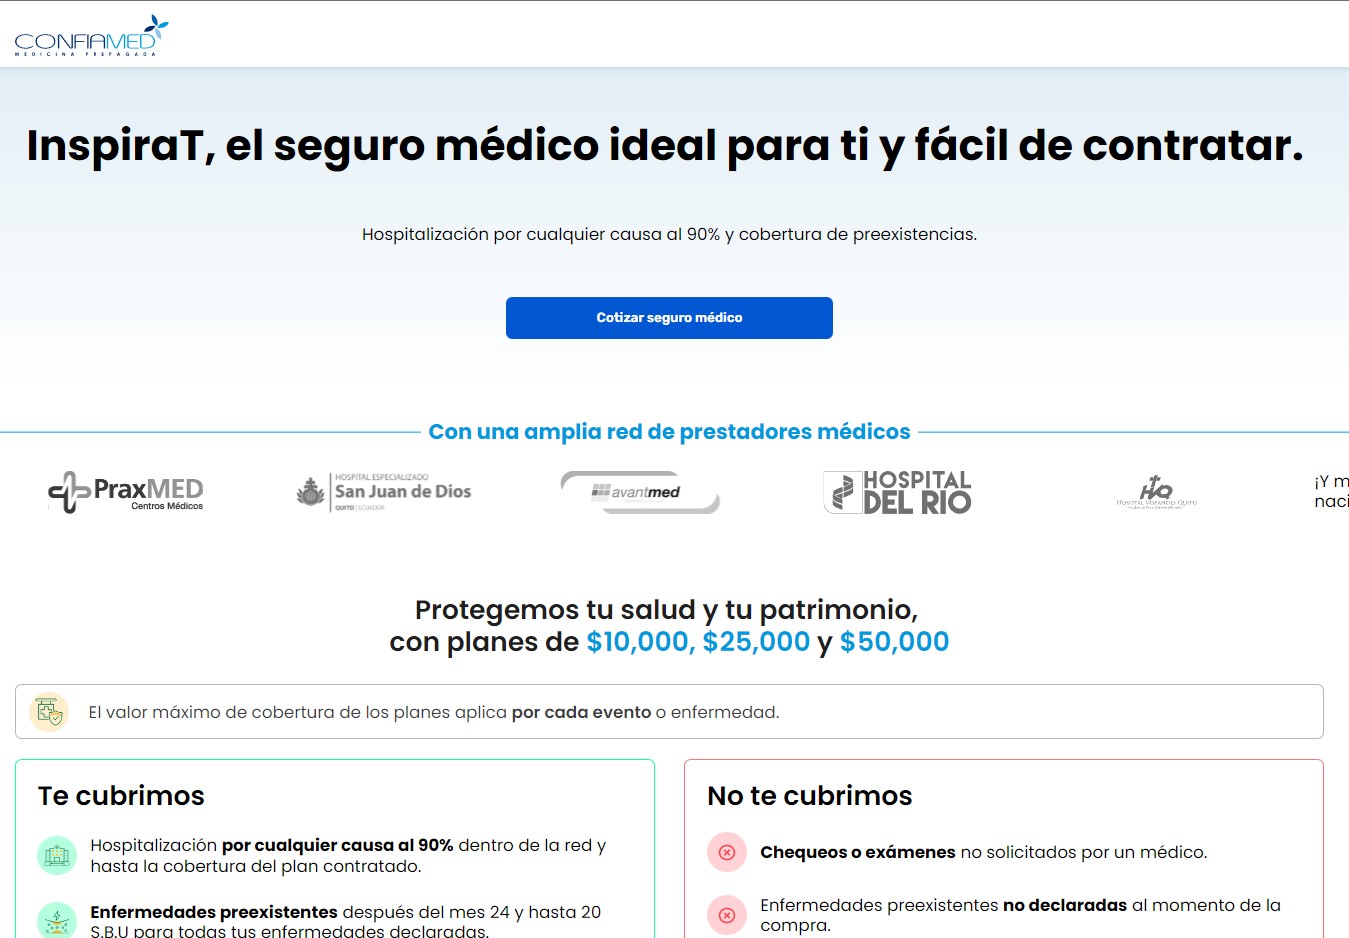 CONFIAMED
MEDICINA PREPAGADA
InspiraT, el seguro médico ideal para ti y fácil de contratar.
Hospitalización por cualquier causa al 90% y cobertura de preexistencias.
Cotizar seguro médico
Con una amplia red de prestadores médicos
PraxMED
Centros Médicos
HOSPITAL ESPECIALIZADO
San Juan de Dios
QUITO | ECUADOR
avantmed
HOSPITAL
DEL RIO
HOSPITAL VOZANDES QUITO
¡Y m
naci
Protegemos tu salud y tu patrimonio,
con planes de $10,000, $25,000 y $50,000
El valor máximo de cobertura de los planes aplica por cada evento o enfermedad.
Te cubrimos
Hospitalización por cualquier causa al 90% dentro de la red y
hasta la cobertura del plan contratado.
Enfermedades preexistentes después del mes 24 y hasta 20
S.B.U para todas tus enfermedades declaradas.
No te cubrimos
Chequeos o exámenes no solicitados por un médico.
Enfermedades preexistentes no declaradas al momento de la
compra.